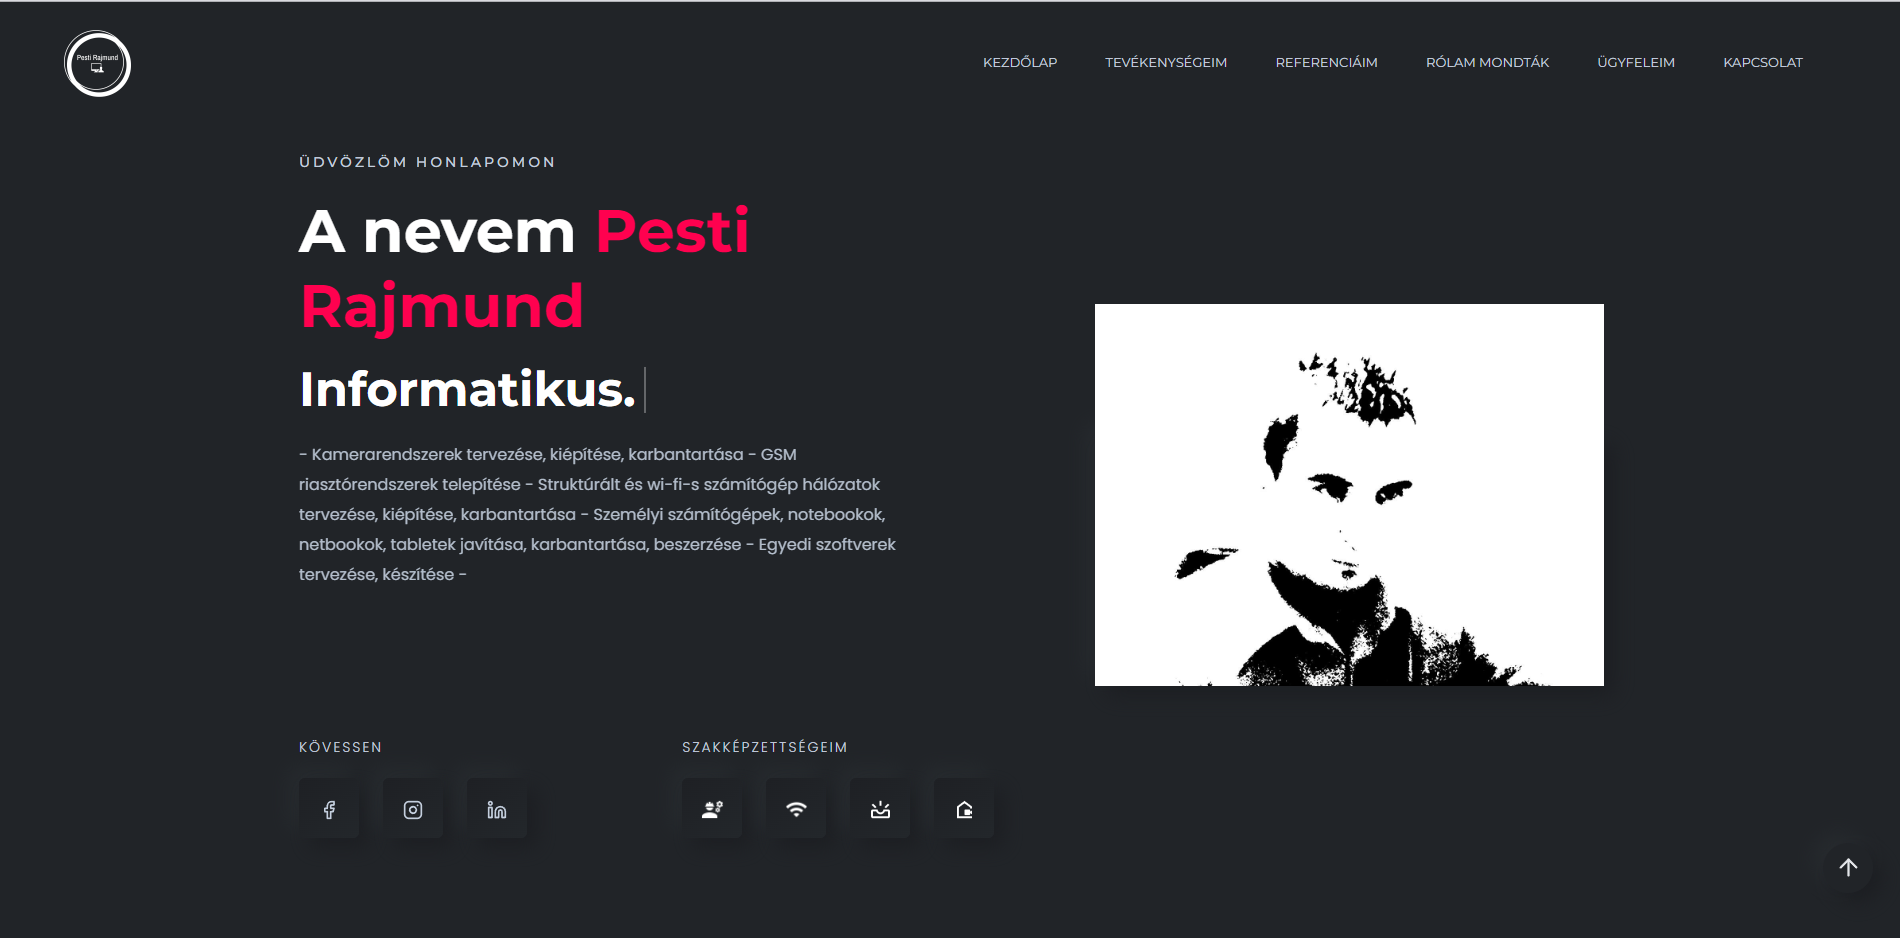 Pesti Rajmund
KEZDŐLAP
TEVÉKENYSÉGEIM
REFERENCIÁIM
RÓLAM MONDTÁK
ÜGYFELEIM
KAPCSOLAT
ÜDVÖZLÖM HONLAPOMON
A nevem Pesti
Rajmund
Informatikus.
- Kamerarendszerek tervezése, kiépítése, karbantartása - GSM
riasztórendszerek telepítése - Struktúrált és wi-fi-s számítógép hálózatok
tervezése, kiépítése, karbantartása - Személyi számítógépek, notebookok,
netbookok, tabletek javítása, karbantartása, beszerzése - Egyedi szoftverek
tervezése, készítése -
KÖVESSEN
SZAKKÉPZETTSÉGEIM